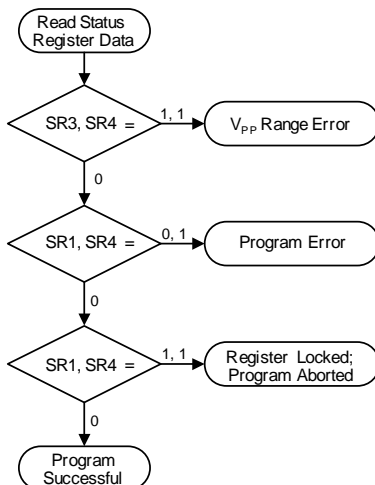 Read Status
Register Data
SR3, SR4 =
1, 1
V_PP Range Error
0
SR1, SR4 =
0, 1
Program Error
0
SR1, SR4 =
1, 1
Register Locked;
Program Aborted
0
Program
Successful